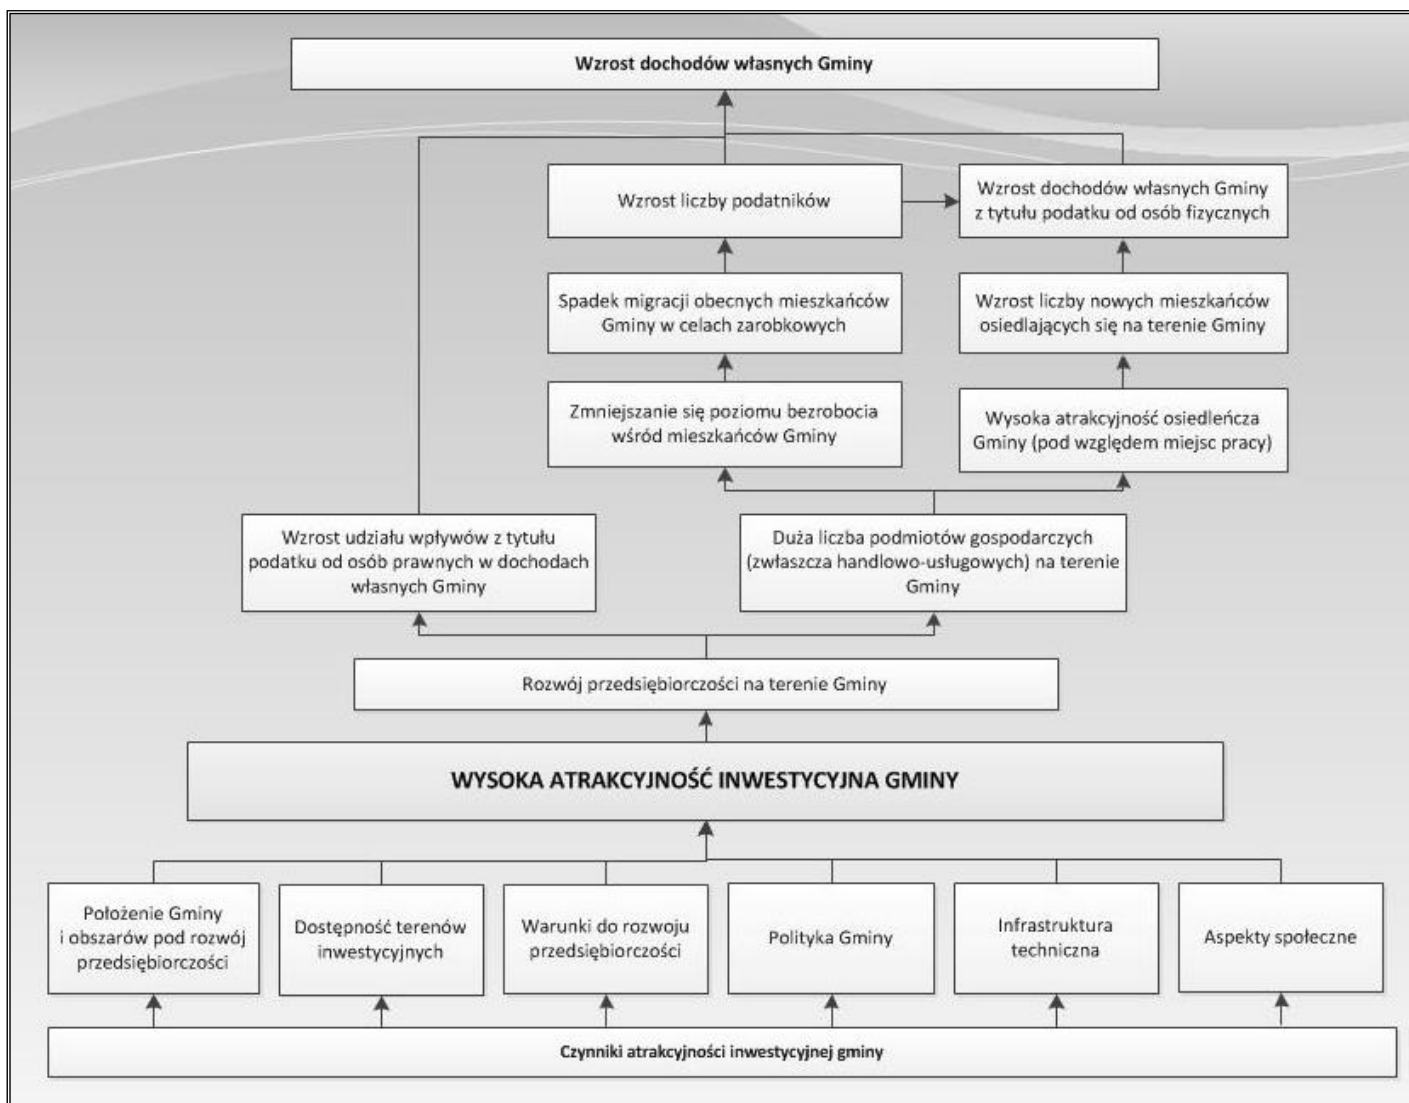 Wzrost dochodów własnych Gminy
Wzrost liczby podatników
Wzrost dochodów własnych Gminy
z tytułu podatku od osób fizycznych
Spadek migracji obecnych mieszkańców
Gminy w celach zarobkowych
Wzrost liczby nowych mieszkańców
osiedlających się na terenie Gminy
Zmniejszanie się poziomu bezrobocia
wśród mieszkańców Gminy
Wysoka atrakcyjność osiedleńcza
Gminy (pod względem miejsc pracy)
Wzrost udziału wpływów z tytułu
podatku od osób prawnych w dochodach
własnych Gminy
Duża liczba podmiotów gospodarczych
(zwłaszcza handlowo-usługowych) na terenie
Gminy
Rozwój przedsiębiorczości na terenie Gminy
WYSOKA ATRAKCYJNOŚĆ INWESTYCYJNA GMINY
Położenie Gminy
i obszarów pod rozwój
przedsiębiorczości
Dostępność terenów
inwestycyjnych
Warunki do rozwoju
przedsiębiorczości
Polityka Gminy
Infrastruktura
techniczna
Aspekty społeczne
Czynniki atrakcyjności inwestycyjnej gminy